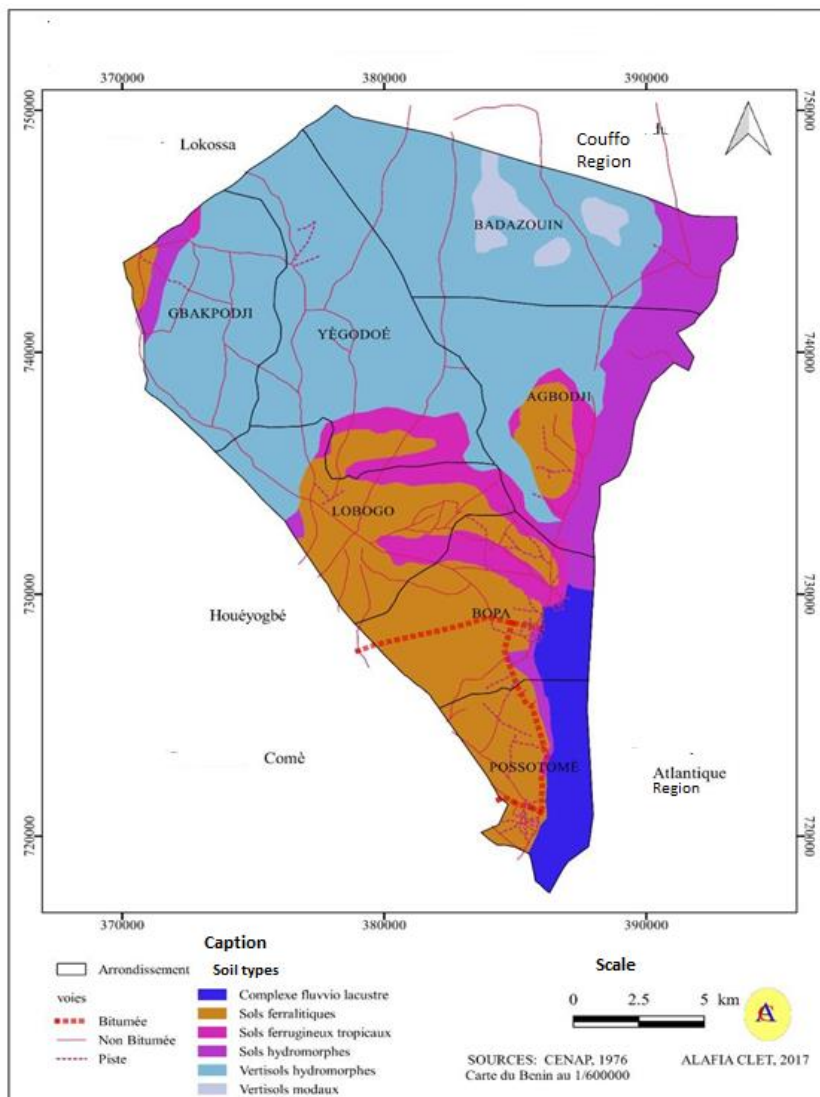 370000
380000
390000
750000
750000
Lokossa
Couffo
Region
BADAZOUIN
GBAKPODJI
YÈGODOÉ
740000
740000
AGBODJI
LOBOGO
730000
730000
Houéyogbé
BOPA
Comè
POSSOTOMÉ
Atlantique
Region
720000
720000
370000
380000
390000
Caption
Arrondissement
voies
Bitumée
Non Bitumée
Piste
Soil types
Complexe fluvvio lacustre
Sols ferralitiques
Sols ferrugineux tropicaux
Sols hydromorphes
Vertisols hydromorphes
Vertisols modaux
Scale
0 2.5 5 km
SOURCES: CENAP, 1976
ALAFIA CLET, 2017
Carte du Benin au 1/600000